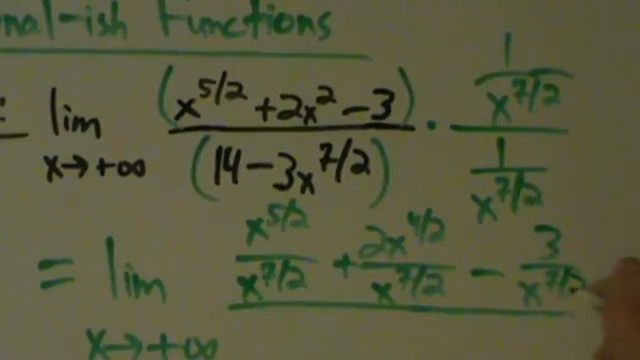 nal-ish Functions
: lim x→+∞ (x^5/2 + 2x^2 − 3) / (14 − 3x^7/2) · (1/x^7/2) / (1/x^7/2)
= lim x→+∞ x^5/2 / x^7/2 + 2x^4/2 / x^7/2 − 3 / x^7/2